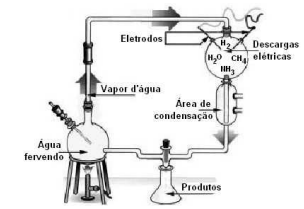 Eletrodos
H₂
H₂O
CH₄
NH₃
Descargas
elétricas
Vapor d'água
Área de
condensação
Água
fervendo
Produtos